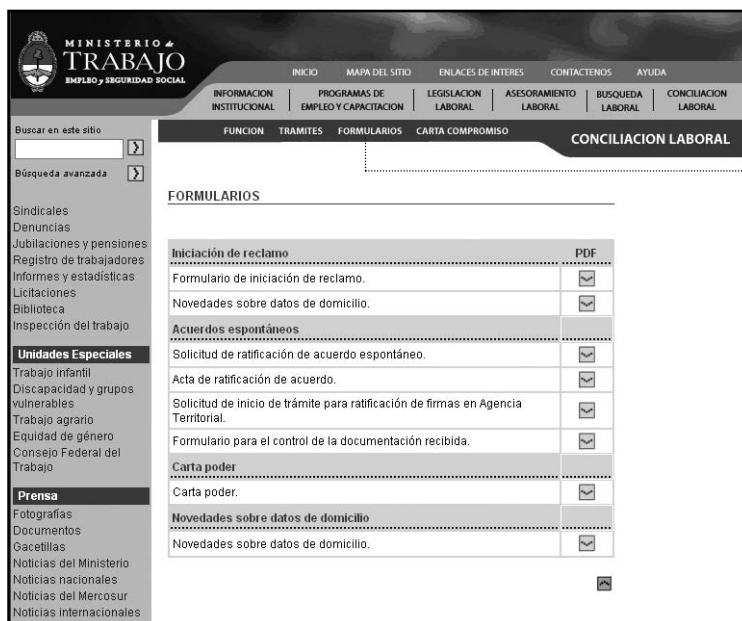 MINISTERIO de
TRABAJO
EMPLEO y SEGURIDAD SOCIAL
INICIO MAPA DEL SITIO ENLACES DE INTERES CONTACTENOS AYUDA
INFORMACION INSTITUCIONAL
PROGRAMAS DE EMPLEO Y CAPACITACION
LEGISLACION LABORAL
ASESORAMIENTO LABORAL
BUSQUEDA LABORAL
CONCILIACION LABORAL
FUNCION TRAMITES FORMULARIOS CARTA COMPROMISO
CONCILIACION LABORAL
Buscar en este sitio
Búsqueda avanzada
Sindicales
Denuncias
Jubilaciones y pensiones
Registro de trabajadores
Informes y estadísticas
Licitaciones
Biblioteca
Inspección del trabajo
Unidades Especiales
Trabajo infantil
Discapacidad y grupos
vulnerables
Trabajo agrario
Equidad de género
Consejo Federal del
Trabajo
Prensa
Fotografías
Documentos
Gacetillas
Noticias del Ministerio
Noticias nacionales
Noticias del Mercosur
Noticias internacionales
FORMULARIOS
Iniciación de reclamo PDF
Formulario de iniciación de reclamo.
Novedades sobre datos de domicilio.
Acuerdos espontáneos
Solicitud de ratificación de acuerdo espontáneo.
Acta de ratificación de acuerdo.
Solicitud de inicio de trámite para ratificación de firmas en Agencia
Territorial.
Formulario para el control de la documentación recibida.
Carta poder
Carta poder.
Novedades sobre datos de domicilio
Novedades sobre datos de domicilio.